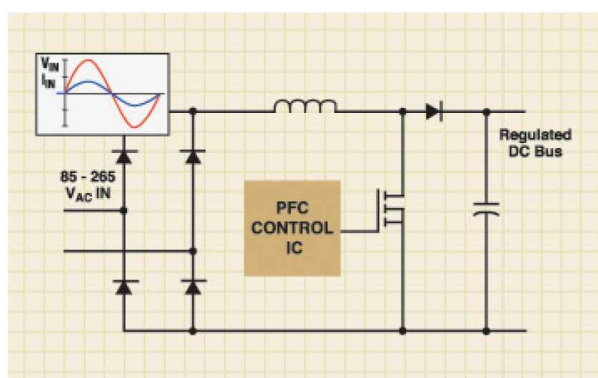 VIN
IIN
85 - 265
VAC IN
PFC
CONTROL
IC
Regulated
DC Bus